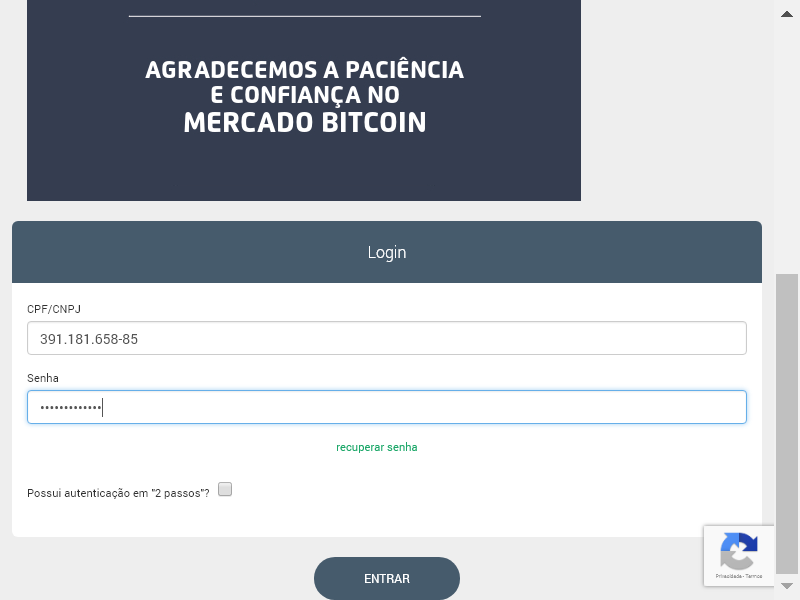 AGRADECEMOS A PACIÊNCIA
E CONFIANÇA NO
MERCADO BITCOIN
Login
CPF/CNPJ
391.181.658-85
Senha
•••••••••••••
recuperar senha
Possui autenticação em "2 passos"?
Privacidade - Termos
ENTRAR